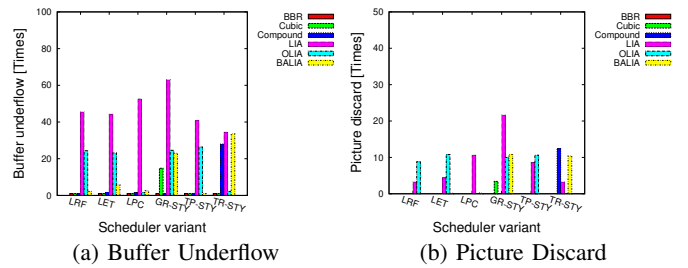 Buffer underflow [Times]
100
80
60
40
20
0
LRF LET LPC GR-STY TP-STY TR-STY
Scheduler variant
BBR
Cubic
Compound
LIA
OLIA
BALIA
(a) Buffer Underflow
Picture discard [Times]
50
40
30
20
10
0
LRF LET LPC GR-STY TP-STY TR-STY
Scheduler variant
BBR
Cubic
Compound
LIA
OLIA
BALIA
(b) Picture Discard